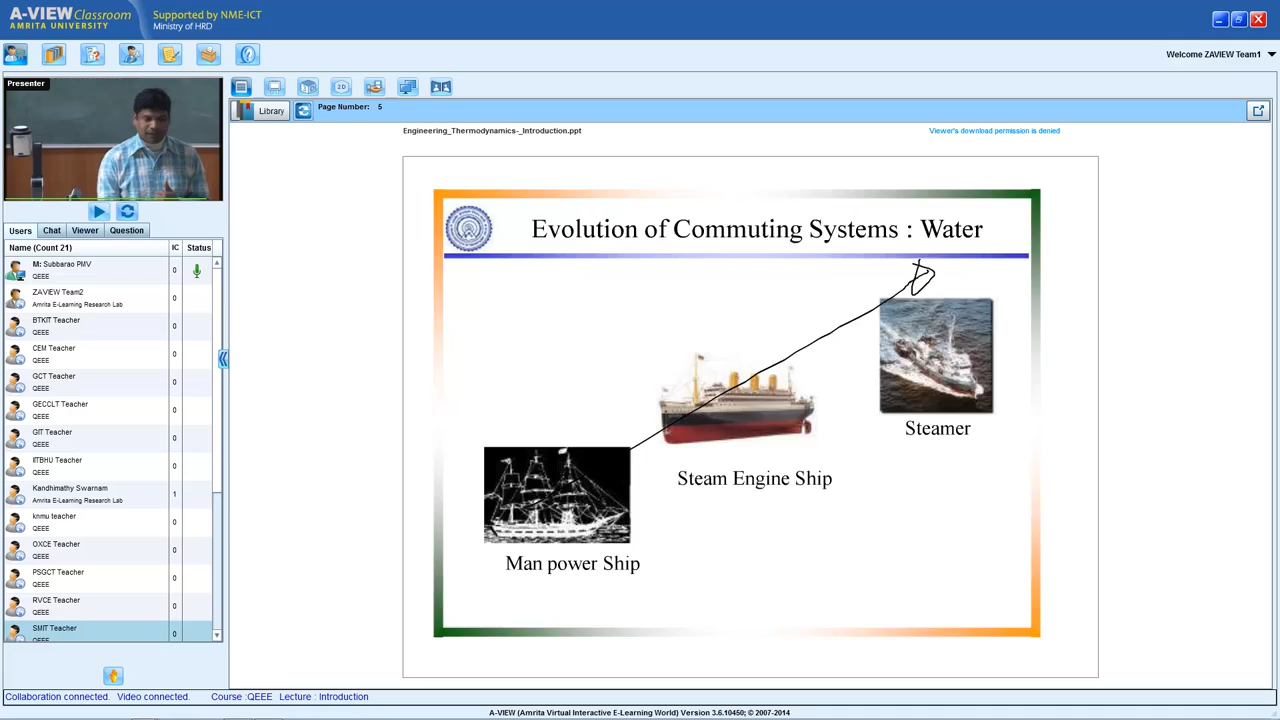 A-VIEW Classroom
AMRITA UNIVERSITY
Supported by NME-ICT
Ministry of HRD
Welcome ZAVIEW Team1
Presenter
Library
Page Number: 5
Engineering_Thermodynamics-_Introduction.ppt
Viewer's download permission is denied
Users Chat Viewer Question
Name (Count 21) IC Status
M: Subbarao PMV
QEEE 0
ZAVIEW Team2
Amrita E-Learning Research Lab 0
BTKIT Teacher
QEEE 0
CEM Teacher
QEEE 0
GCT Teacher
QEEE 0
GECCLT Teacher
QEEE 0
GIT Teacher
QEEE 0
IITBHU Teacher
QEEE 0
Kandhimathy Swarnam
Amrita E-Learning Research Lab 1
knmu teacher
QEEE 0
OXCE Teacher
QEEE 0
PSGCT Teacher
QEEE 0
RVCE Teacher
QEEE 0
SMIT Teacher
QEEE 0
Evolution of Commuting Systems : Water
Steamer
Steam Engine Ship
Man power Ship
Collaboration connected. Video connected. Course :QEEE Lecture : Introduction
A-VIEW (Amrita Virtual Interactive E-Learning World) Version 3.6.10450; © 2007-2014